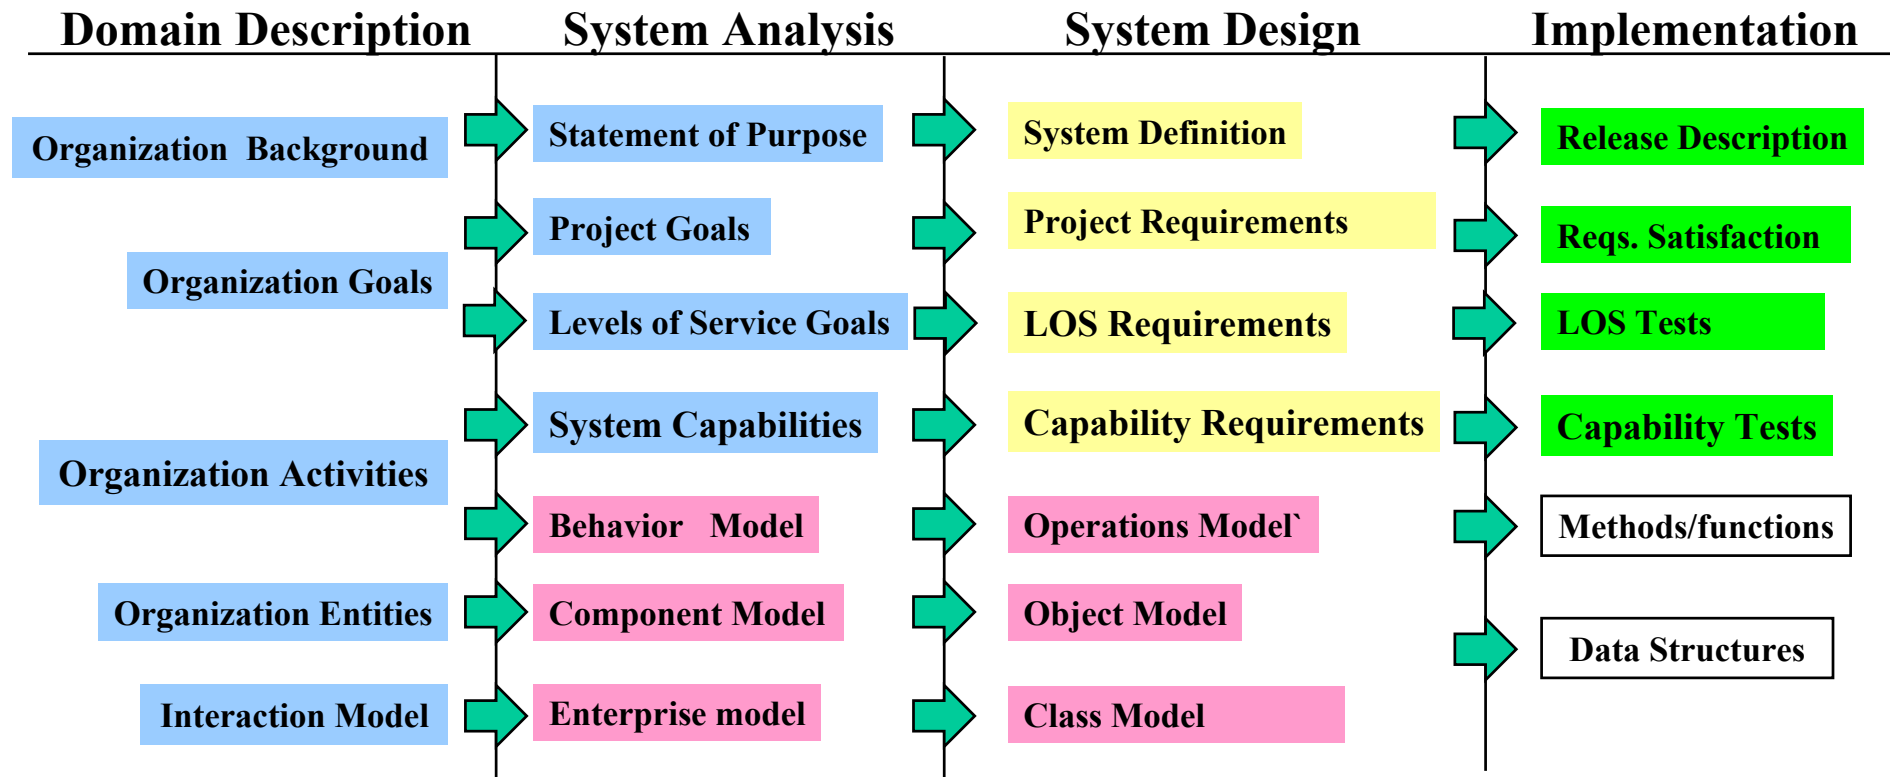 Domain Description
System Analysis
System Design
Implementation
Organization Background
Statement of Purpose
System Definition
Release Description
Project Goals
Project Requirements
Reqs. Satisfaction
Organization Goals
Levels of Service Goals
LOS Requirements
LOS Tests
System Capabilities
Capability Requirements
Capability Tests
Organization Activities
Behavior Model
Operations Model`
Methods/functions
Organization Entities
Component Model
Object Model
Data Structures
Interaction Model
Enterprise model
Class Model